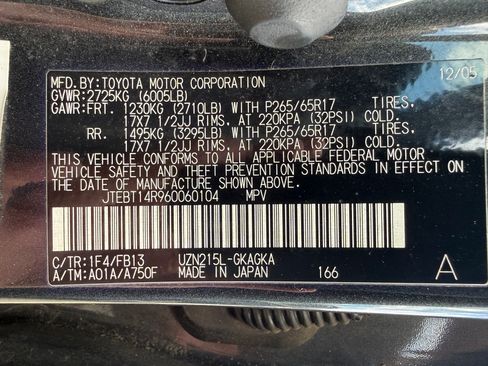 MFD.BY:TOYOTA MOTOR CORPORATION 12/05
GVWR:2725KG (6005LB)
GAWR:FRT. 1230KG (2710LB) WITH P265/65R17 TIRES,
17X7 1/2JJ RIMS, AT 220KPA (32PSI) COLD.
RR. 1495KG (3295LB) WITH P265/65R17 TIRES,
17X7 1/2JJ RIMS, AT 220KPA (32PSI) COLD.
THIS VEHICLE CONFORMS TO ALL APPLICABLE FEDERAL MOTOR
VEHICLE SAFETY AND THEFT PREVENTION STANDARDS IN EFFECT
ON THE DATE OF MANUFACTURE SHOWN ABOVE.
JTEBT14R960060104 MPV
C/TR:1F4/FB13 UZN215L-GKAGKA
A/TM:A01A/A750F MADE IN JAPAN 166 A